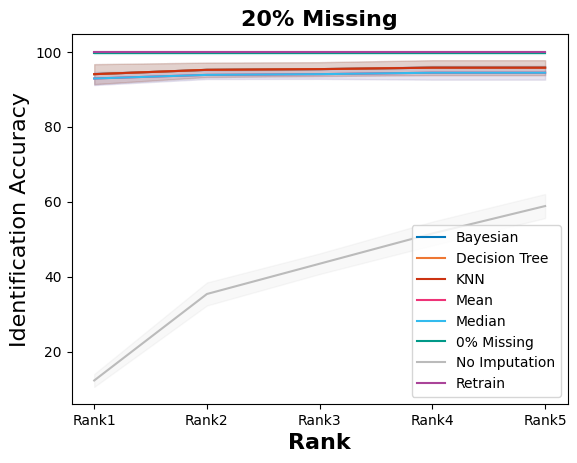 20% Missing
Identification Accuracy
100
80
60
40
20
Bayesian
Decision Tree
KNN
Mean
Median
0% Missing
No Imputation
Retrain
Rank1 Rank2 Rank3 Rank4 Rank5
Rank